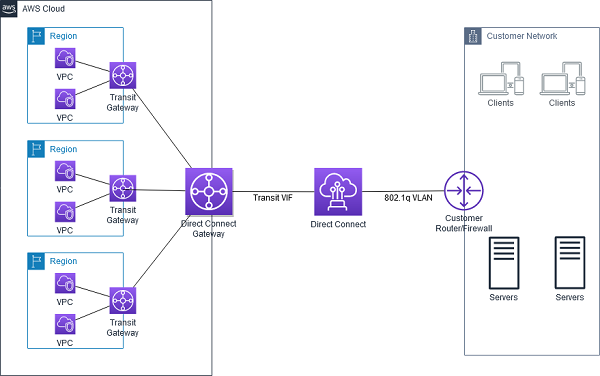 aws
AWS Cloud
Region
VPC
VPC
Transit
Gateway
Region
VPC
VPC
Transit
Gateway
Region
VPC
VPC
Transit
Gateway
Direct Connect
Gateway
Transit VIF
Direct Connect
802.1q VLAN
Customer
Router/Firewall
Customer Network
Clients
Clients
Servers
Servers